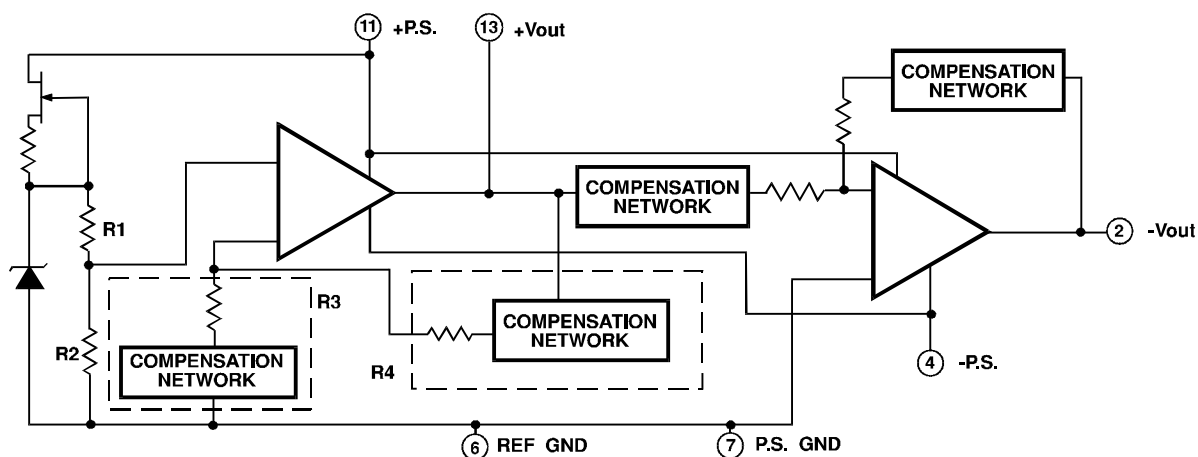 11 +P.S.
13 +Vout
COMPENSATION
NETWORK
COMPENSATION
NETWORK
R1
2 -Vout
R3
COMPENSATION
NETWORK
R2
COMPENSATION
NETWORK
R4
4 -P.S.
6 REF GND
7 P.S. GND